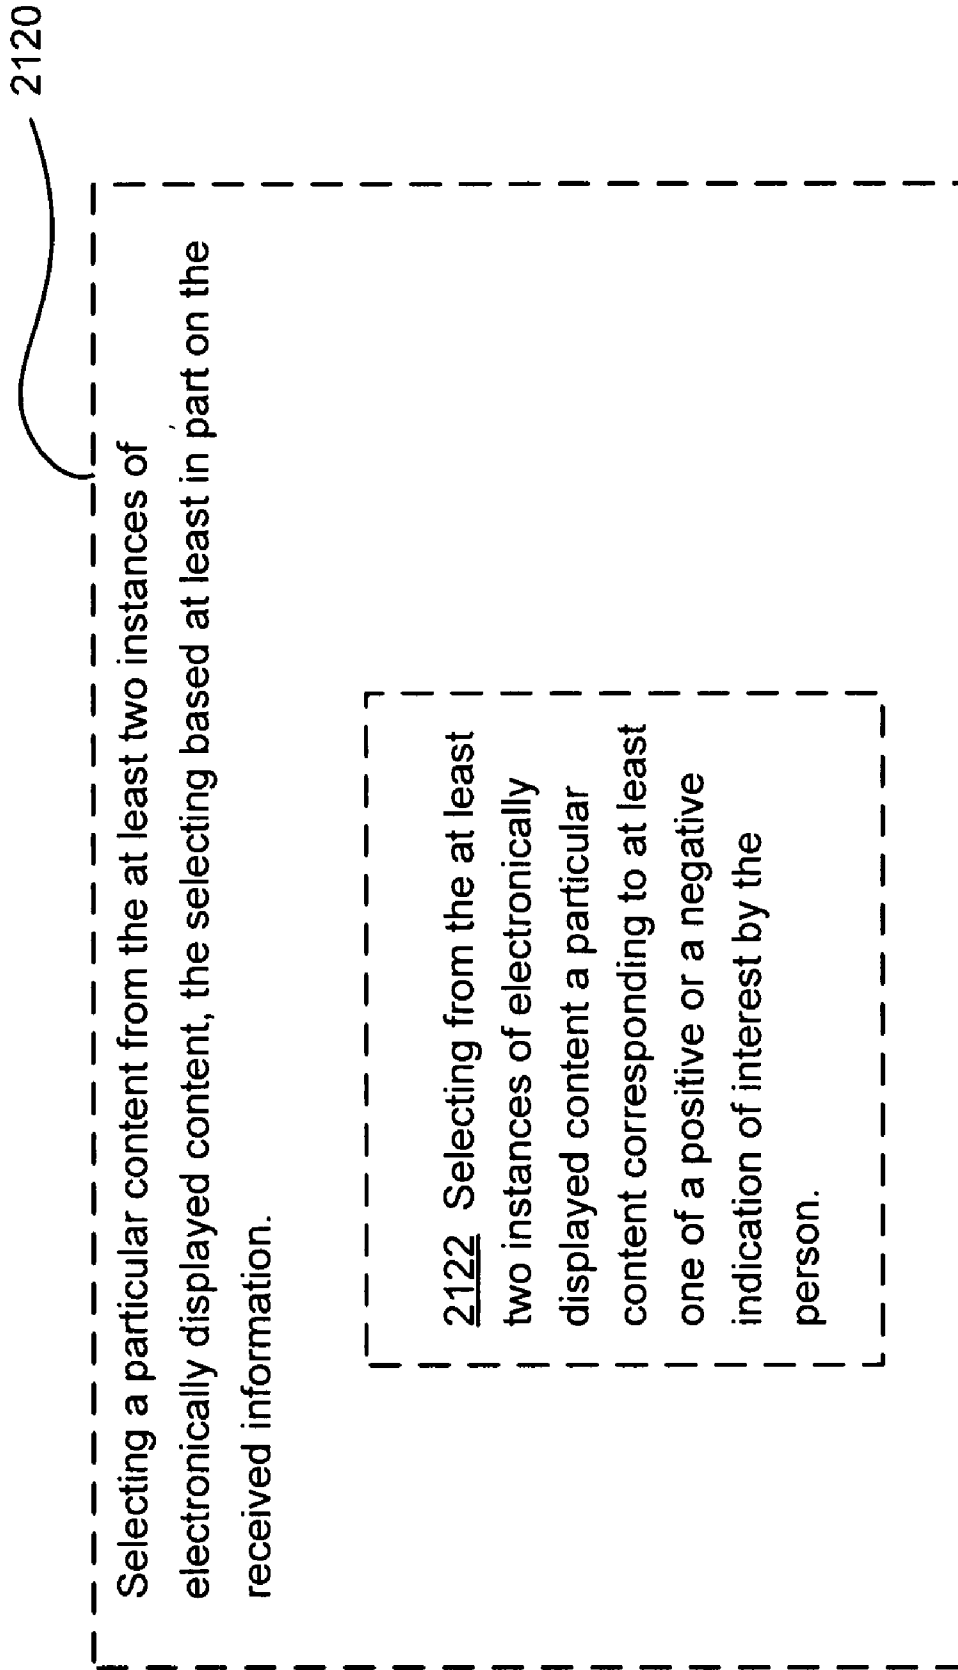 2120
Selecting a particular content from the at least two instances of
electronically displayed content, the selecting based at least in part on the
received information.
2122 Selecting from the at least
two instances of electronically
displayed content a particular
content corresponding to at least
one of a positive or a negative
indication of interest by the
person.